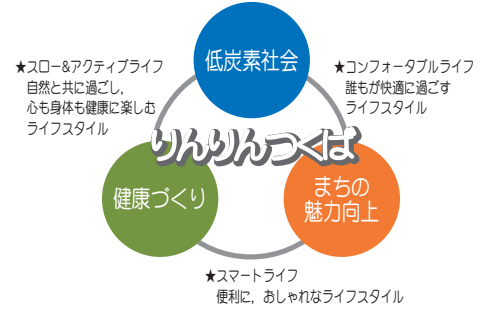 低炭素社会
★スロー&アクティブライフ
自然と共に過ごし，
心も身体も健康に楽しむ
ライフスタイル
★コンフォータブルライフ
誰もが快適に過ごす
ライフスタイル
りんりんつくば
健康づくり
まちの
魅力向上
★スマートライフ
便利に，おしゃれなライフスタイル